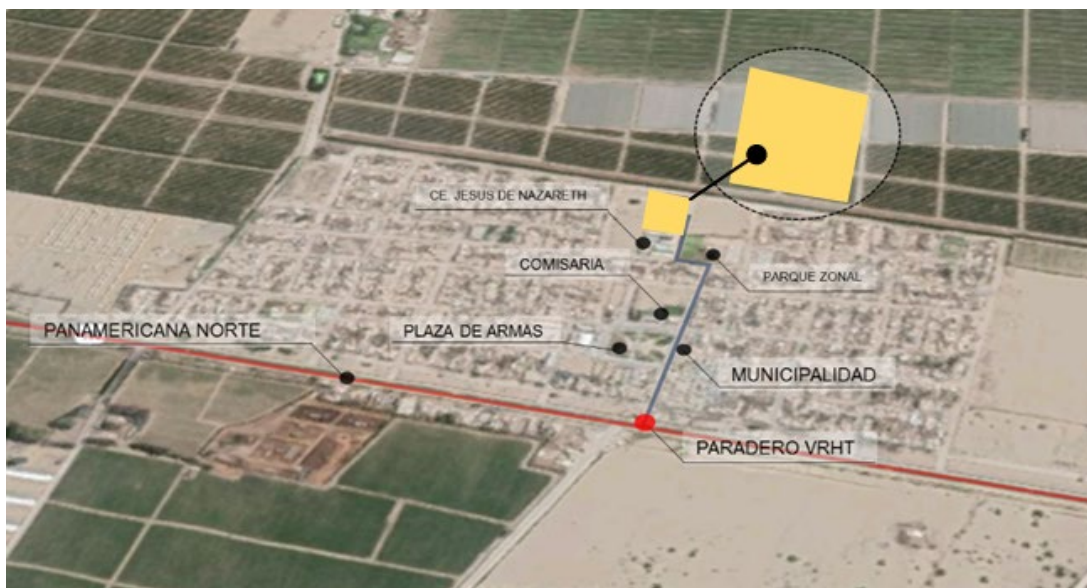 CE. JESUS DE NAZARETH
COMISARIA
PARQUE ZONAL
PANAMERICANA NORTE
PLAZA DE ARMAS
MUNICIPALIDAD
PARADERO VRHT